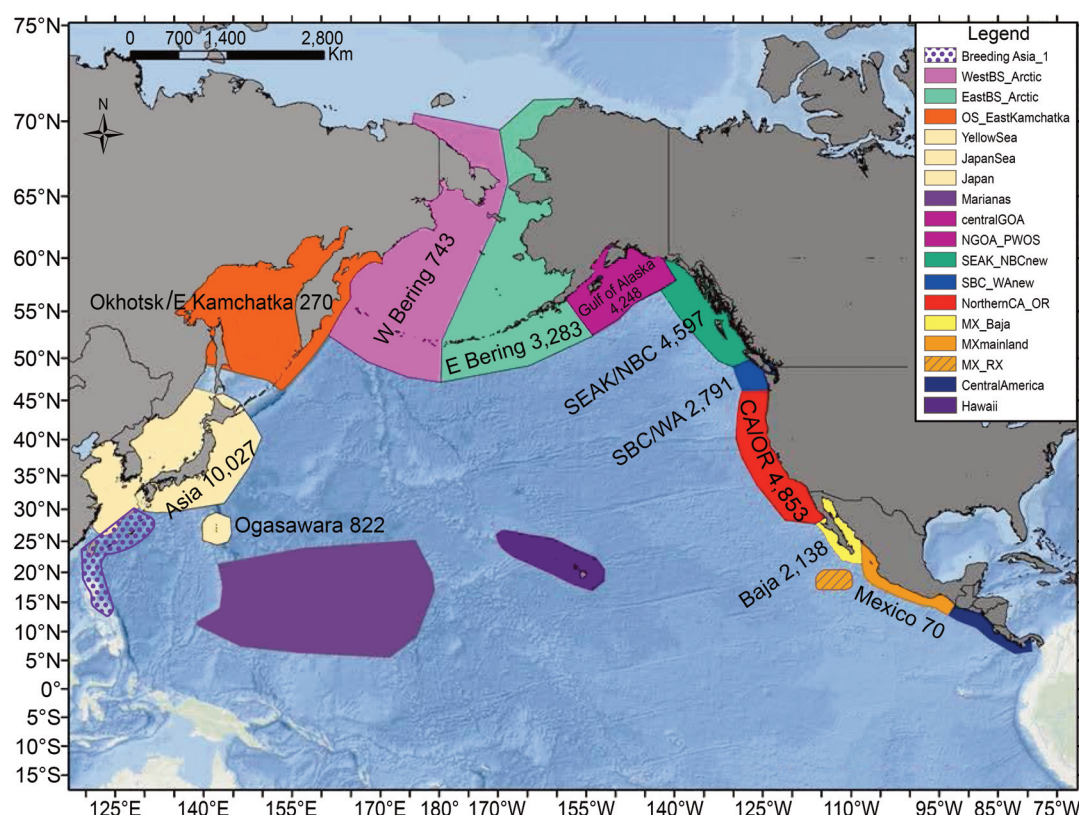 75°N
70°N
65°N
60°N
55°N
50°N
45°N
40°N
35°N
30°N
25°N
20°N
15°N
10°N
5°N
0°
5°S
10°S
15°S
0 700 1,400 2,800
Km
N
Okhotsk/E Kamchatka 270
W Bering 743
E Bering 3,283
Gulf of Alaska
4,248
SEAK/NBC 4,597
SBC/WA 2,791
CA/OR 4,853
Asia 10,027
Ogasawara 822
Baja 2,138
Mexico 70
Legend
Breeding Asia_1
WestBS_Arctic
EastBS_Arctic
OS_EastKamchatka
YellowSea
JapanSea
Japan
Marianas
centralGOA
NGOA_PWOS
SEAK_NBCnew
SBC_WAnew
NorthernCA_OR
MX_Baja
MXmainland
MX_RX
CentralAmerica
Hawaii
125°E 140°E 155°E 170°E 180° 170°W 155°W 140°W 125°W 110°W 95°W 85°W 75°W